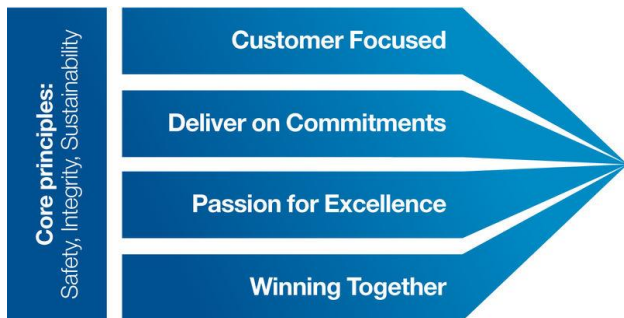 Core principles:
Safety, Integrity, Sustainability
Customer Focused
Deliver on Commitments
Passion for Excellence
Winning Together